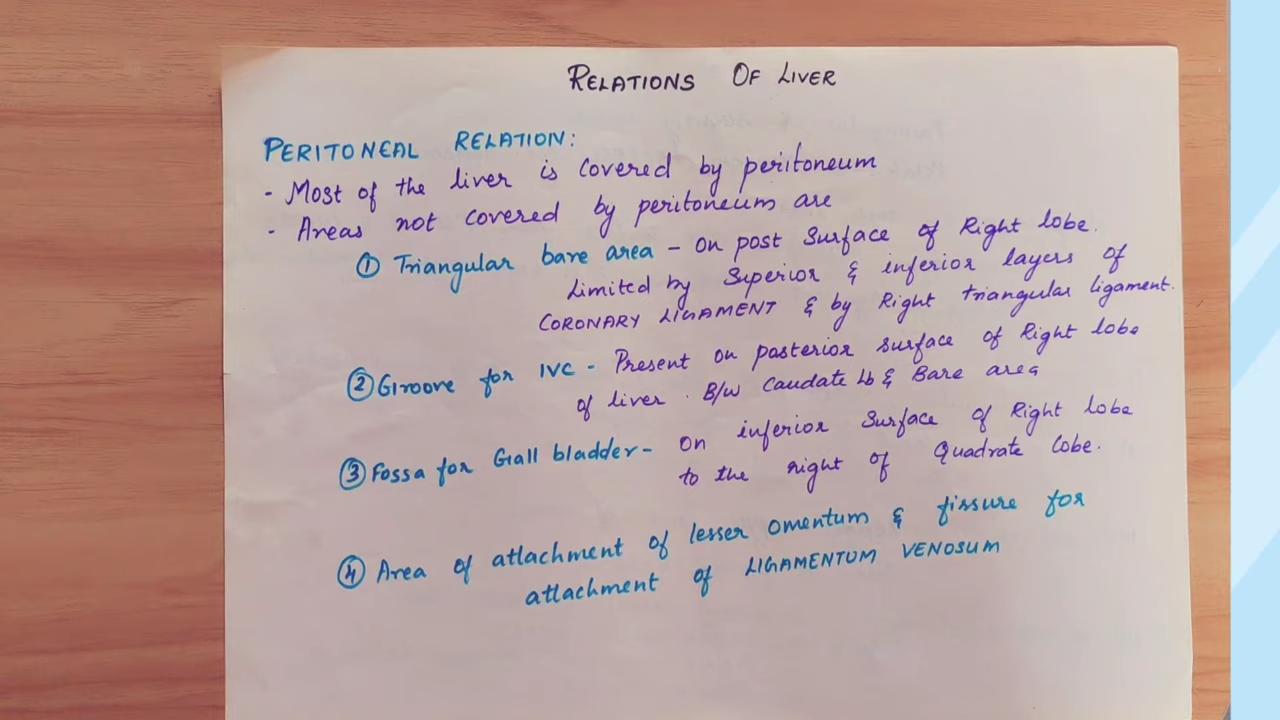 RELATIONS OF LIVER
PERITONEAL RELATION:
- Most of the liver is covered by peritoneum
- Areas not covered by peritoneum are
① Triangular bare area - On post Surface of Right lobe.
Limited by Superior & inferior layers of
CORONARY LIGAMENT & by Right triangular ligament.
② Groove for IVC - Present on posterior surface of Right lobe
of liver . B/w Caudate lb & Bare area
③ Fossa for Gall bladder - On inferior Surface of Right lobe
to the right of Quadrate lobe.
④ Area of attachment of lesser omentum & fissure for
attachment of LIGAMENTUM VENOSUM